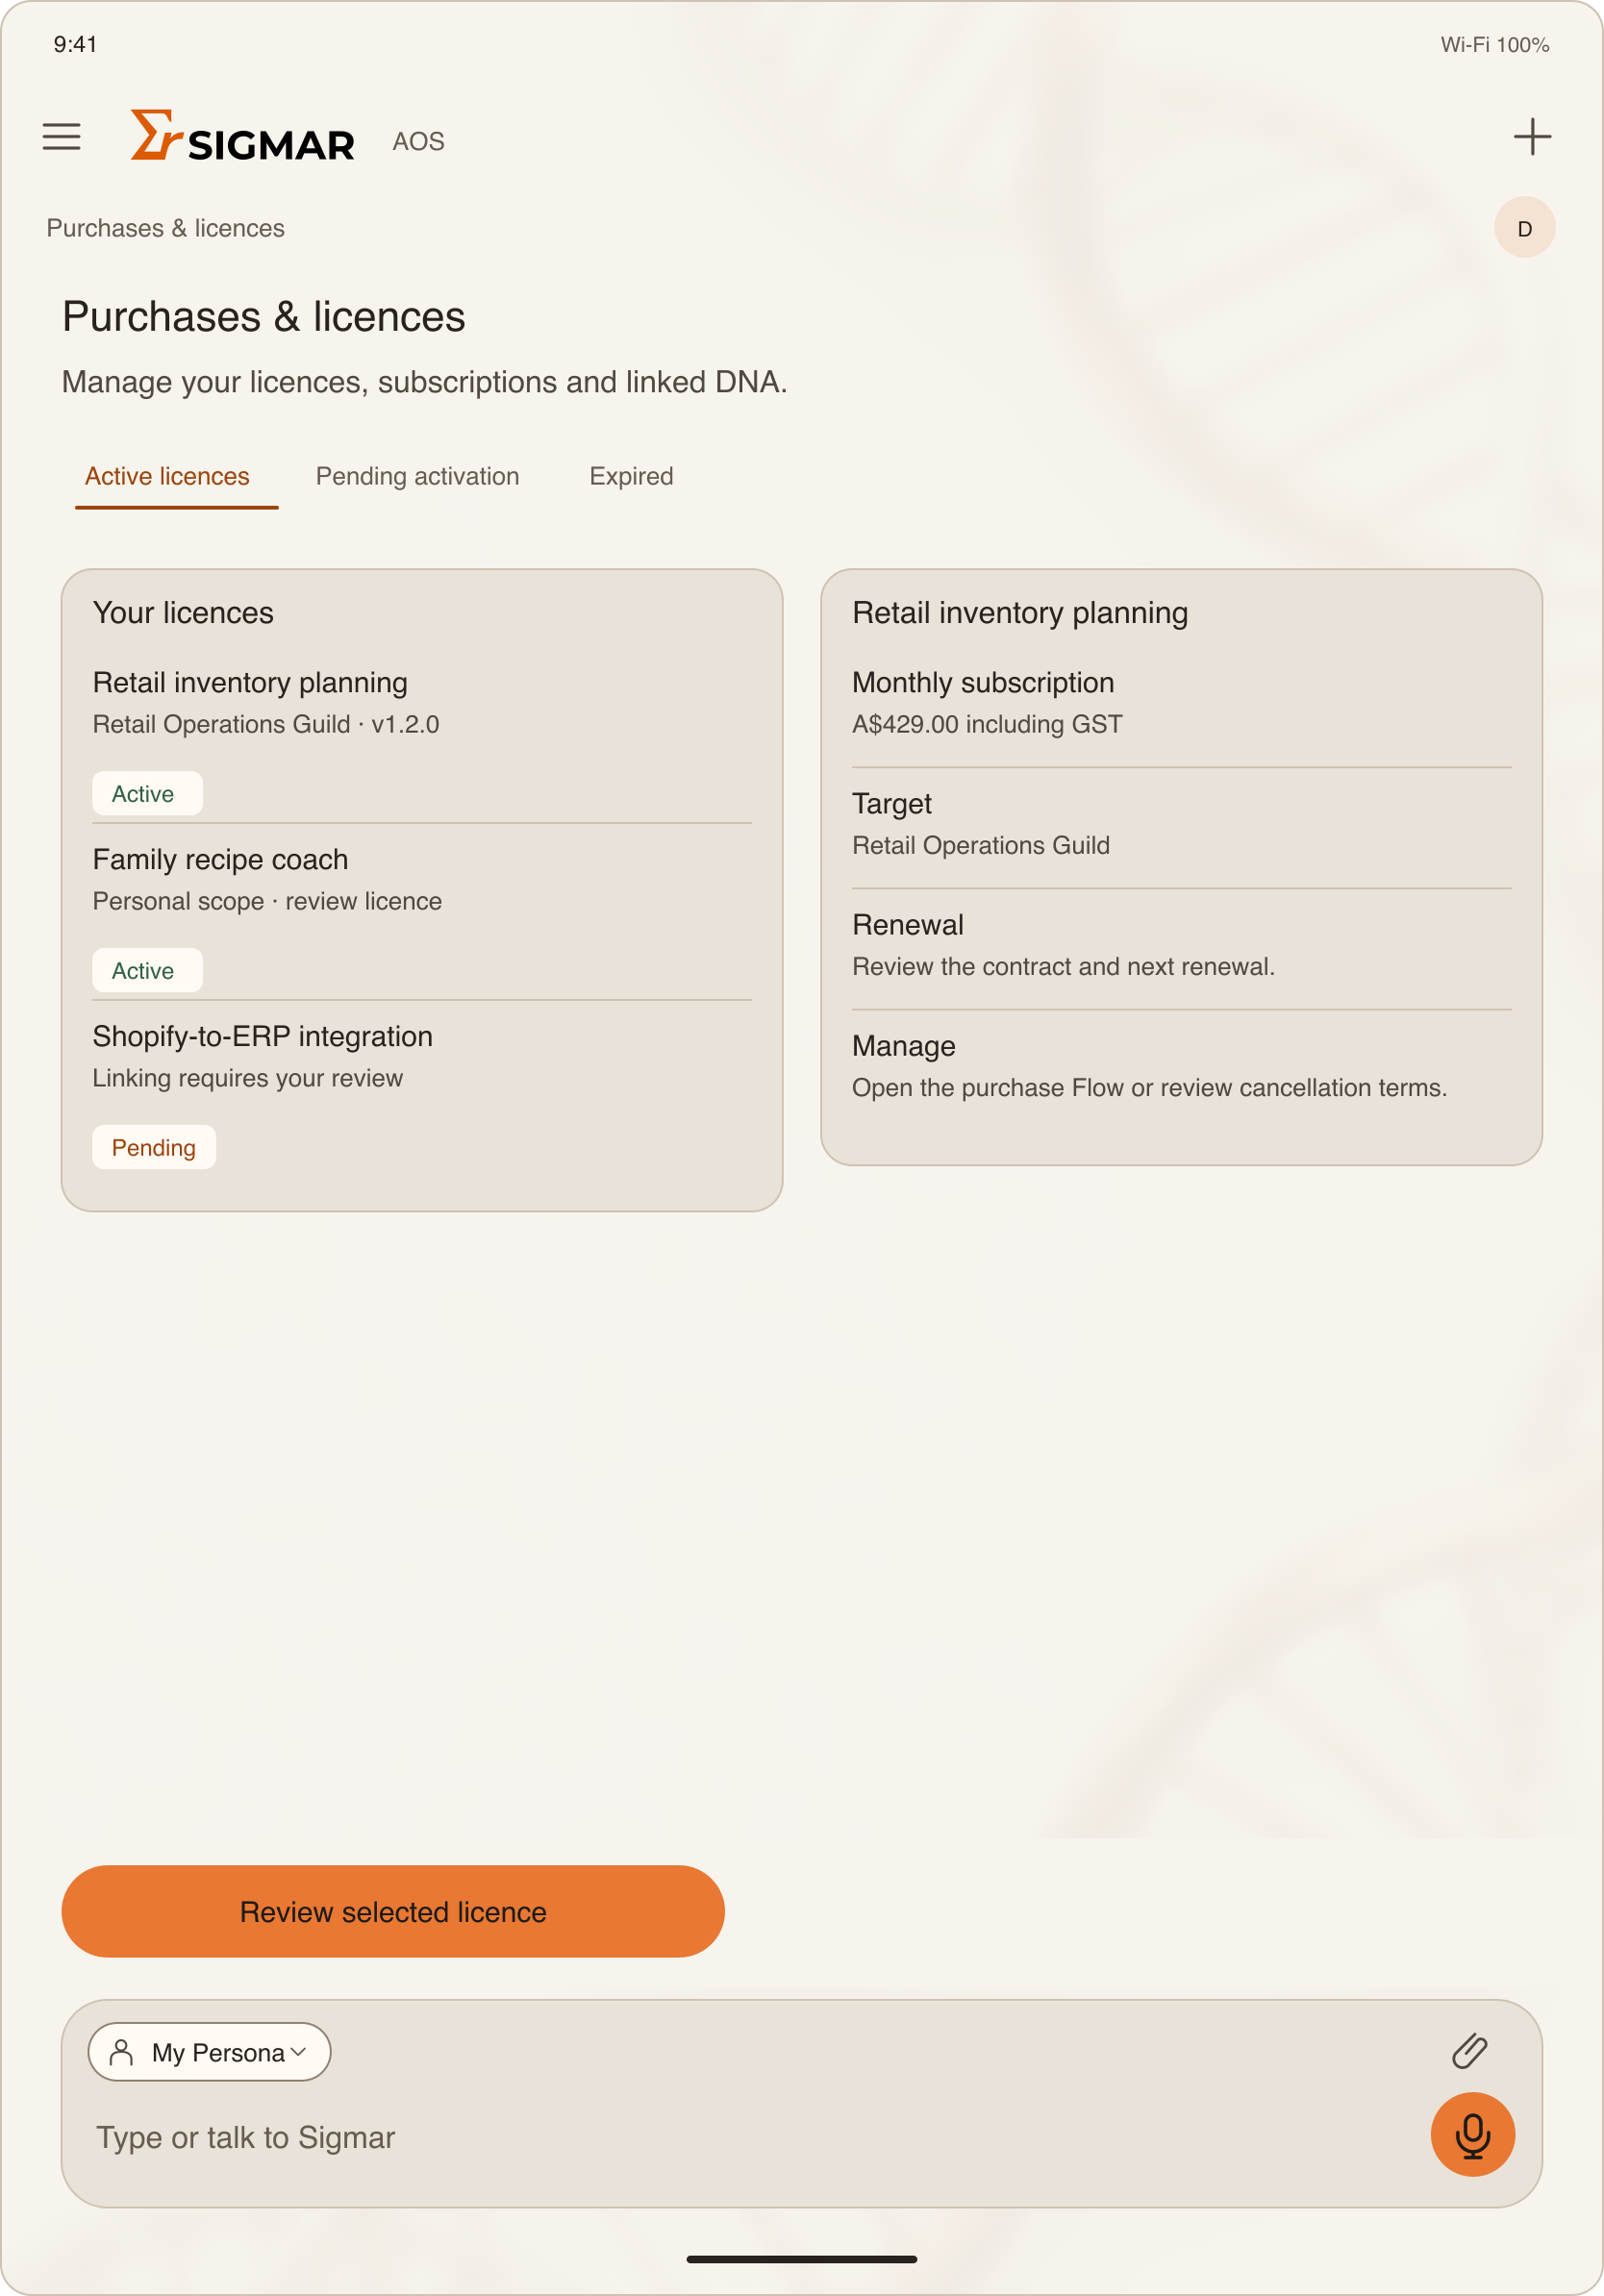 9:41
Wi-Fi 100%
Σr SIGMAR AOS
Purchases & licences
D
Purchases & licences
Manage your licences, subscriptions and linked DNA.
Active licences
Pending activation
Expired
Your licences
Retail inventory planning
Retail Operations Guild · v1.2.0
Active
Family recipe coach
Personal scope · review licence
Active
Shopify-to-ERP integration
Linking requires your review
Pending
Retail inventory planning
Monthly subscription
A$429.00 including GST
Target
Retail Operations Guild
Renewal
Review the contract and next renewal.
Manage
Open the purchase Flow or review cancellation terms.
Review selected licence
My Persona
Type or talk to Sigmar